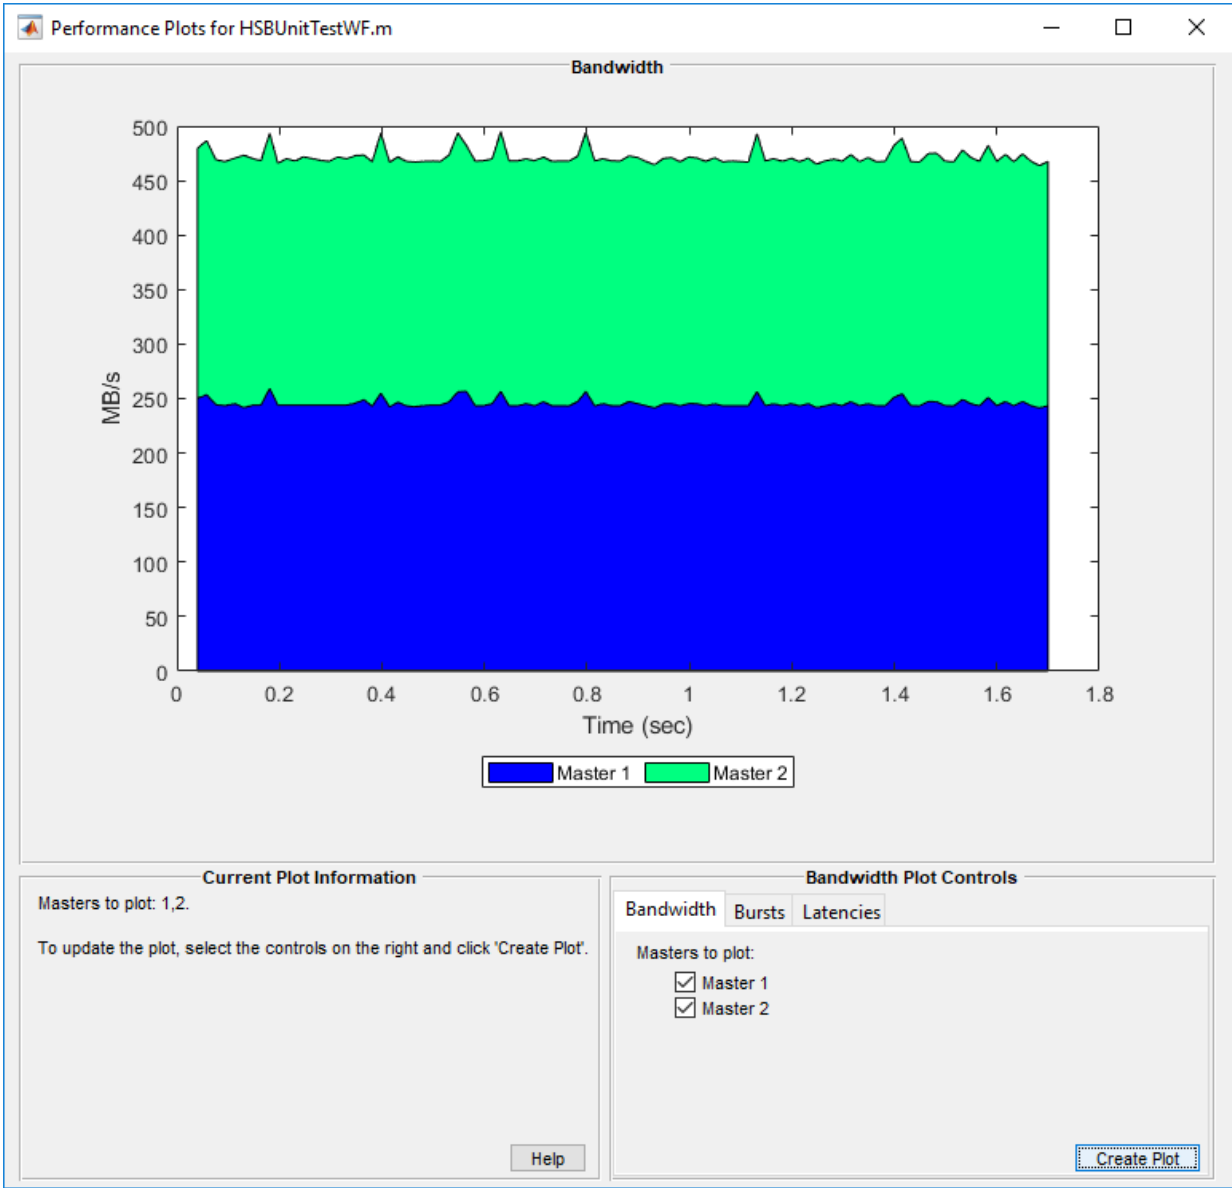 Performance Plots for HSBUnitTestWF.m
Bandwidth
500
450
400
350
300
250
200
150
100
50
0
MB/s
0 0.2 0.4 0.6 0.8 1 1.2 1.4 1.6 1.8
Time (sec)
Master 1 Master 2
Current Plot Information
Masters to plot: 1,2.
To update the plot, select the controls on the right and click 'Create Plot'.
Help
Bandwidth Plot Controls
Bandwidth Bursts Latencies
Masters to plot:
Master 1
Master 2
Create Plot